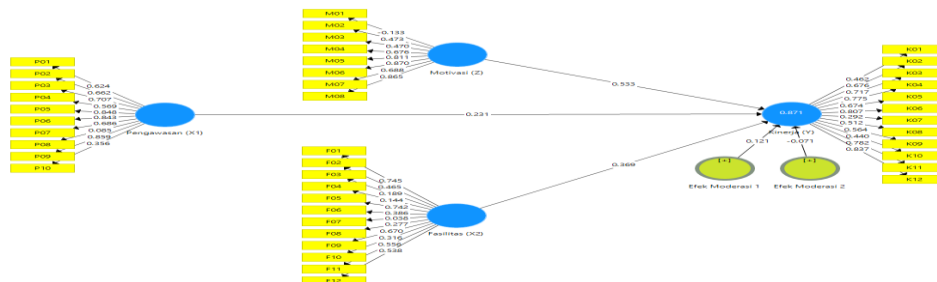 P01
P02
P03
P04
P05
P06
P07
P08
P09
P10
0.624
0.662
0.707
0.569
0.848
0.843
0.686
0.065
0.859
0.356
Pengawasan (X1)
M01
M02
M03
M04
M05
M06
M07
M08
0.133
0.473
0.470
0.676
0.811
0.870
0.688
0.865
Motivasi (Z)
F01
F02
F03
F04
F05
F06
F07
F08
F09
F10
F11
F12
0.745
0.465
0.189
0.144
0.742
0.386
0.038
0.277
0.670
0.316
0.556
0.538
Fasilitas (X2)
0.533
0.231
0.369
0.871
Kinerja (Y)
0.121
-0.071
[+]
[+]
Efek Moderasi 1
Efek Moderasi 2
0.462
0.676
0.717
0.775
0.674
0.807
0.292
0.512
0.564
0.440
0.782
0.837
K01
K02
K03
K04
K05
K06
K07
K08
K09
K10
K11
K12